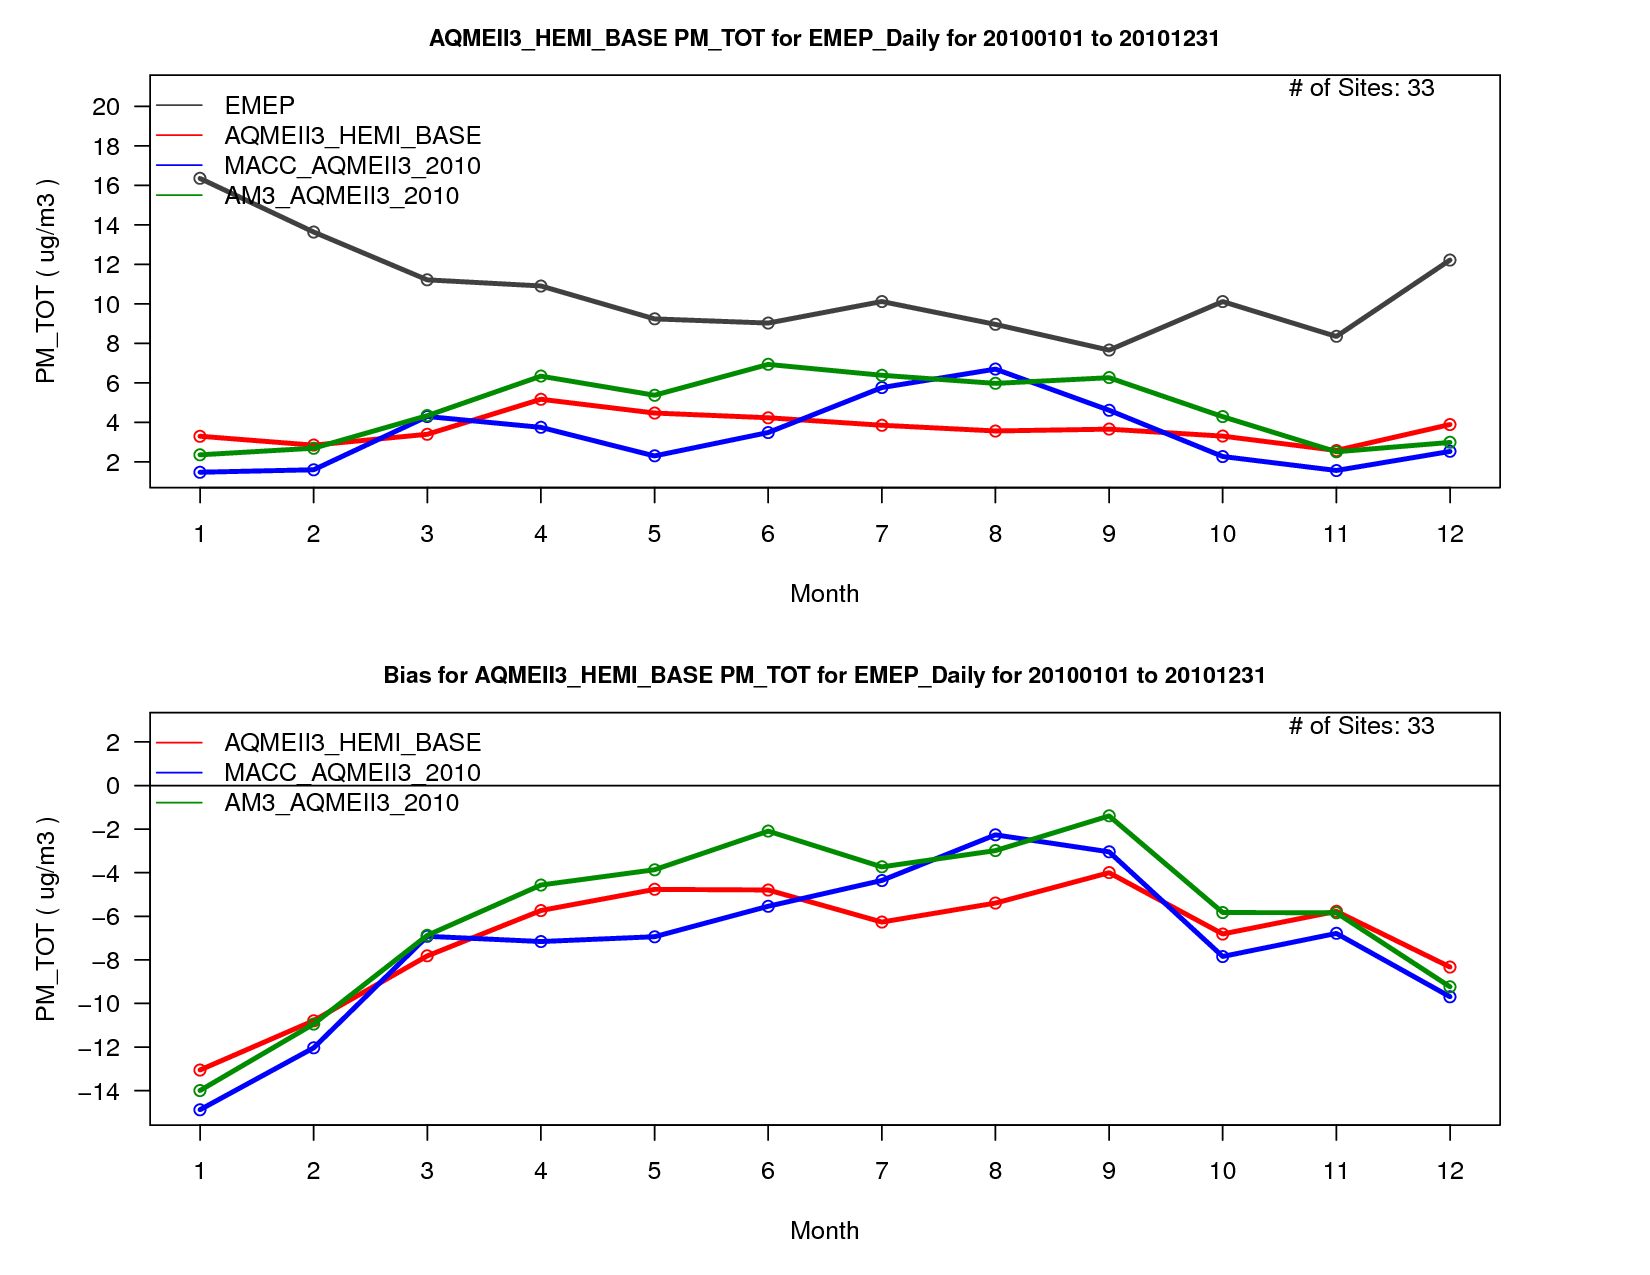 AQMEII3_HEMI_BASE PM_TOT for EMEP_Daily for 20100101 to 20101231
# of Sites: 33
EMEP
AQMEII3_HEMI_BASE
MACC_AQMEII3_2010
AM3_AQMEII3_2010
PM_TOT ( ug/m3 )
20
18
16
14
12
10
8
6
4
2
1 2 3 4 5 6 7 8 9 10 11 12
Month
Bias for AQMEII3_HEMI_BASE PM_TOT for EMEP_Daily for 20100101 to 20101231
# of Sites: 33
AQMEII3_HEMI_BASE
MACC_AQMEII3_2010
AM3_AQMEII3_2010
PM_TOT ( ug/m3 )
2
0
−2
−4
−6
−8
−10
−12
−14
1 2 3 4 5 6 7 8 9 10 11 12
Month